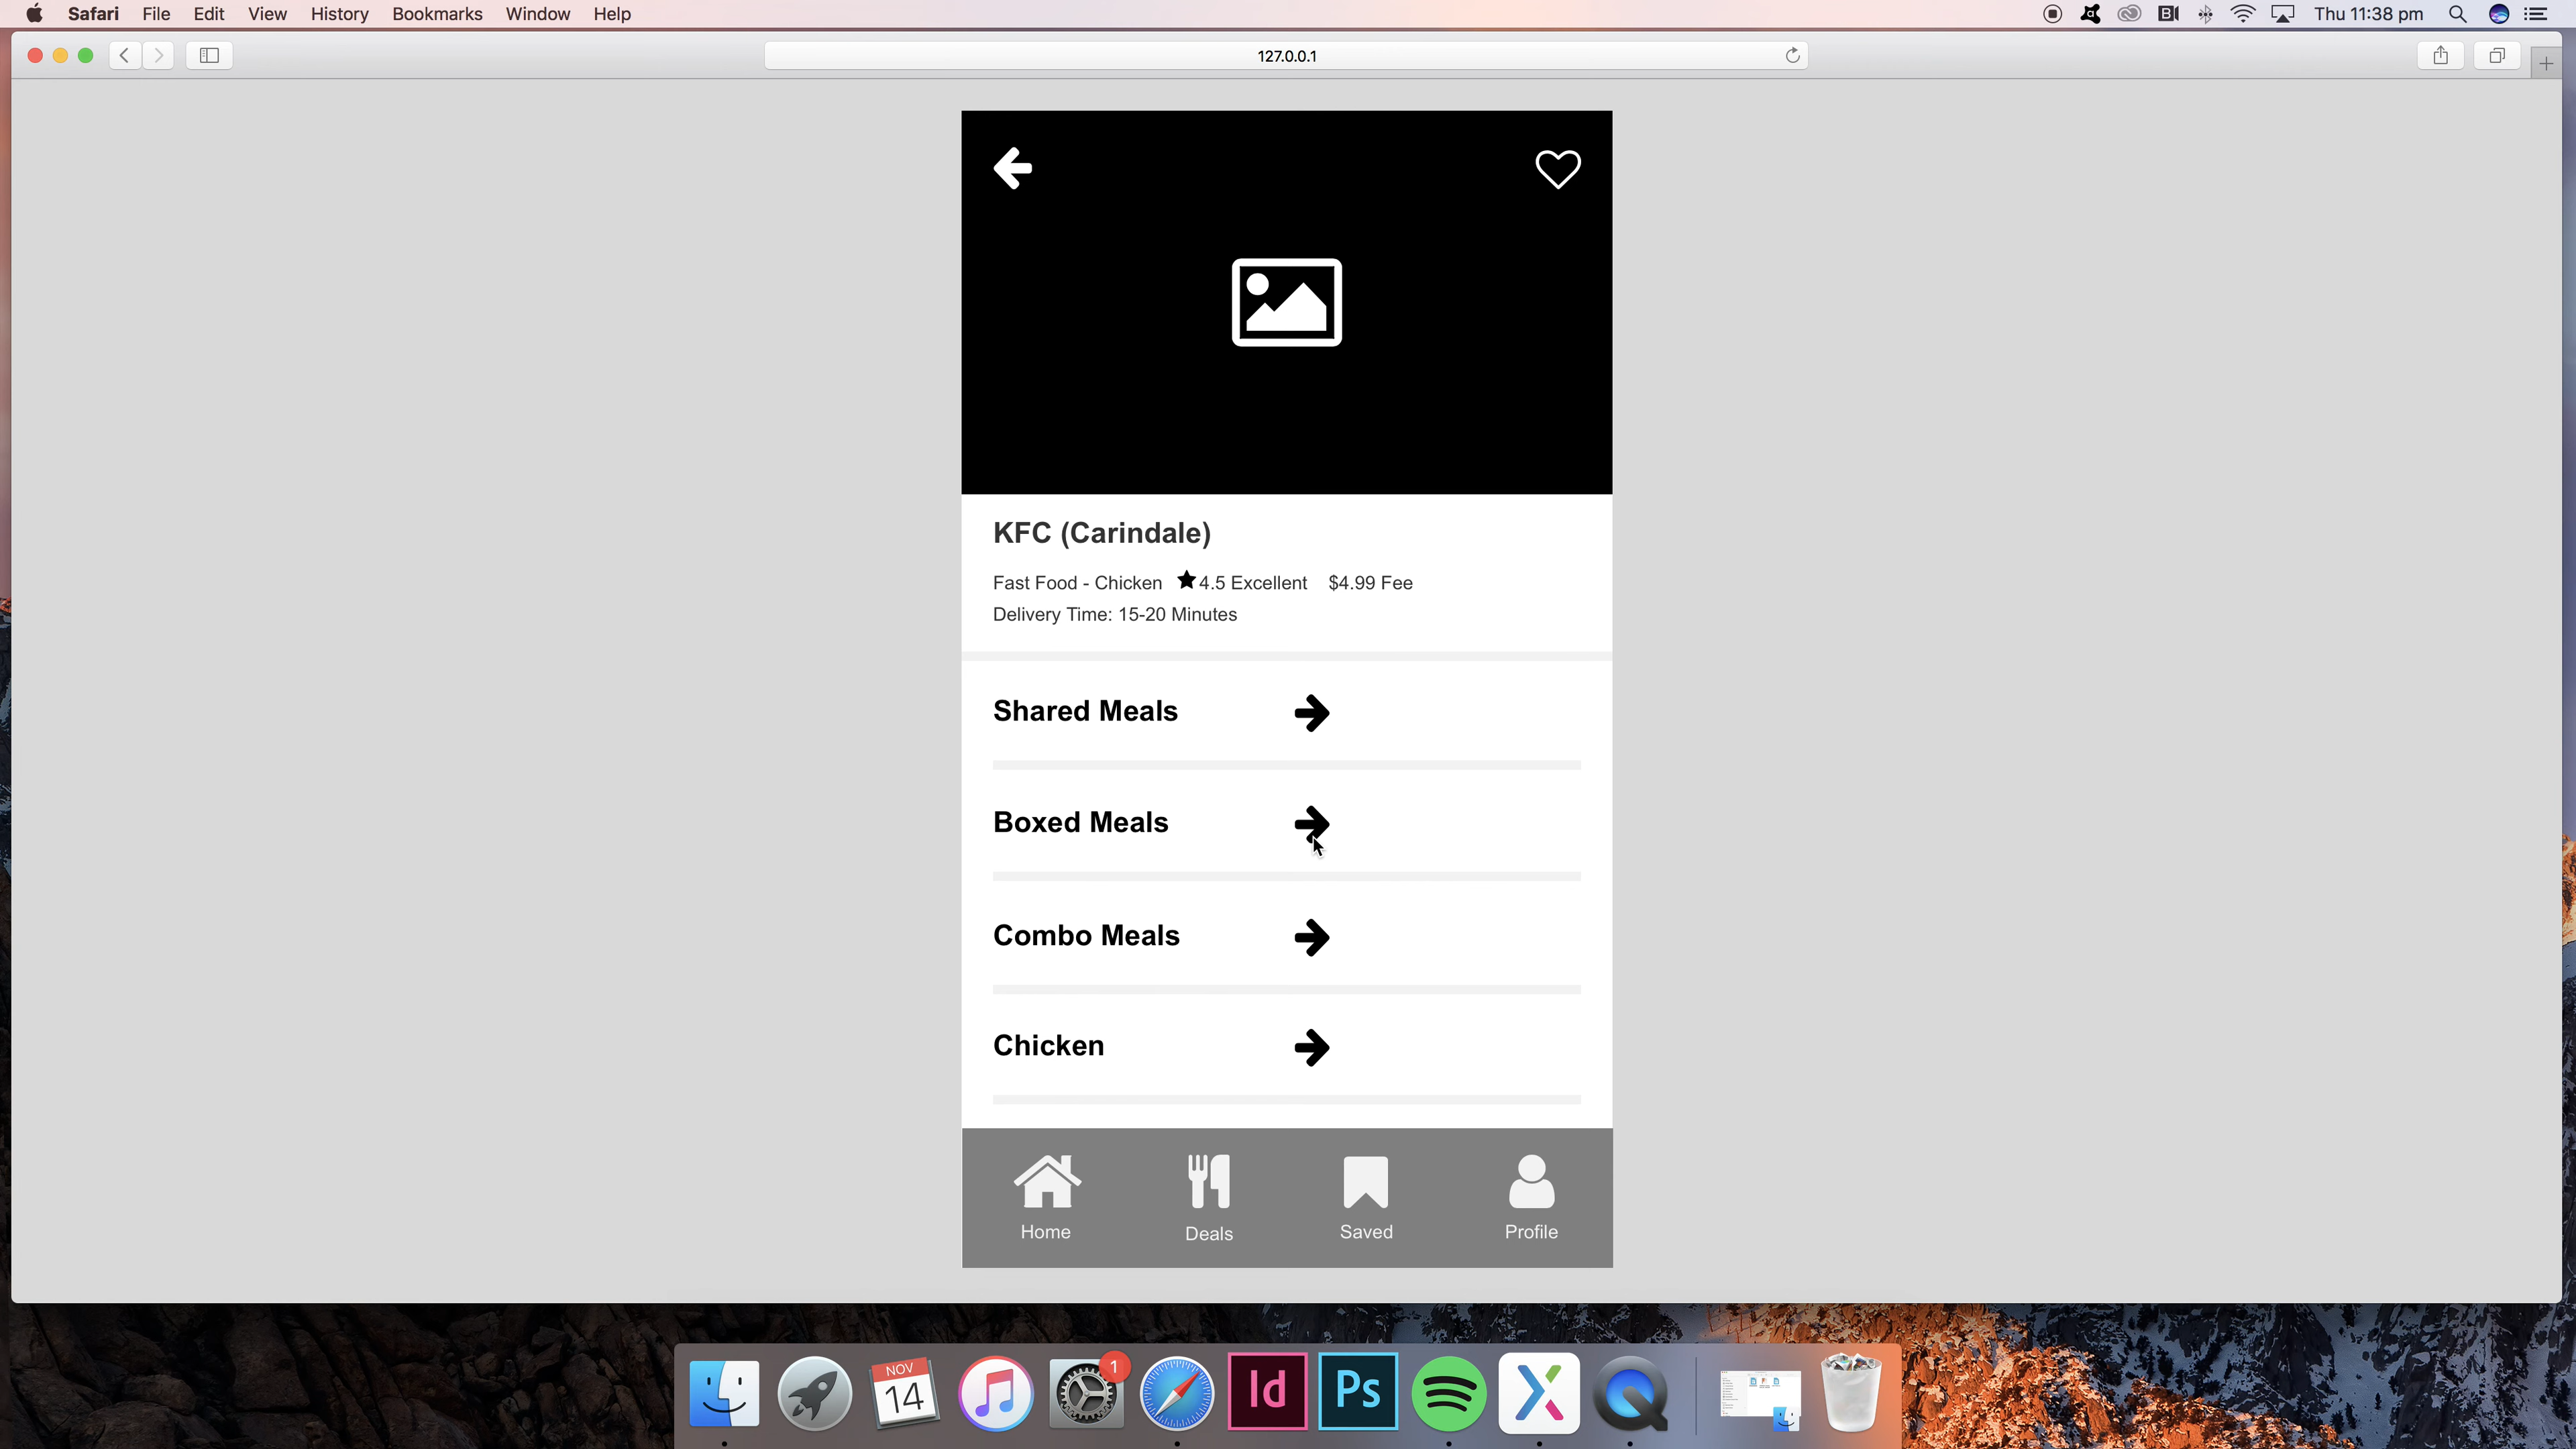 Safari File Edit View History Bookmarks Window Help Thu 11:38 pm
127.0.0.1
KFC (Carindale)
Fast Food - Chicken 4.5 Excellent $4.99 Fee
Delivery Time: 15-20 Minutes
Shared Meals
Boxed Meals
Combo Meals
Chicken
Home Deals Saved Profile
NOV
14
1
Id
Ps